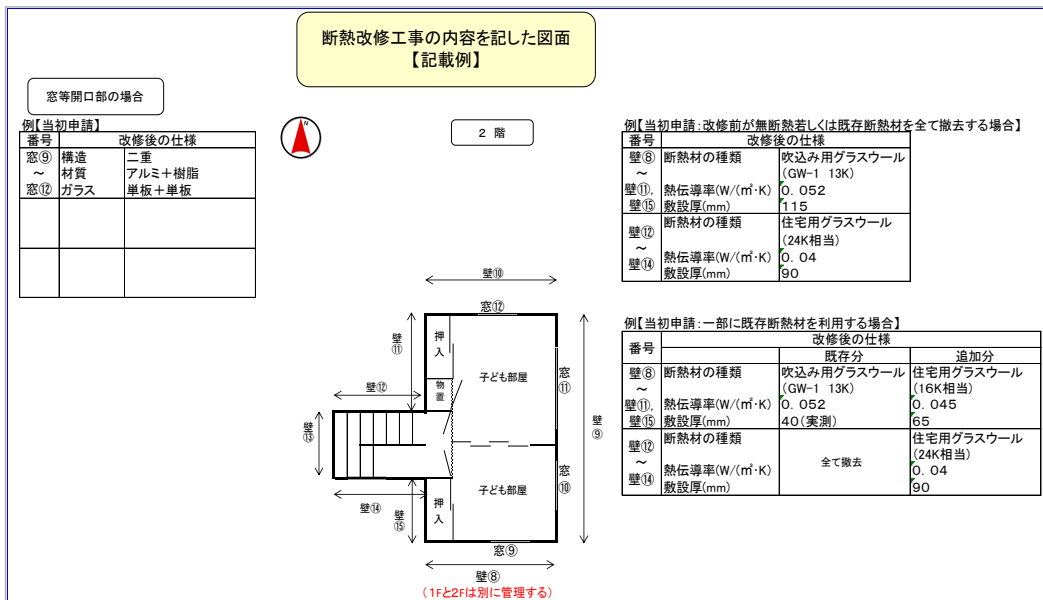 断熱改修工事の内容を記した図面
【記載例】
窓等開口部の場合
例【当初申請】
番号 改修後の仕様
窓⑨ 構造 二重
～ 材質 アルミ＋樹脂
窓⑫ ガラス 単板＋単板
N
2 階
例【当初申請：改修前が無断熱若しくは既存断熱材を全て撤去する場合】
番号 改修後の仕様
壁⑧ 断熱材の種類 吹込み用グラスウール
～ (GW-1 13K)
壁⑪, 熱伝導率(W/(㎡・K) 0．052
壁⑮ 敷設厚(mm) 115
壁⑫ 断熱材の種類 住宅用グラスウール
～ (24K相当)
壁⑭ 熱伝導率(W/(㎡・K) 0．04
敷設厚(mm) 90
例【当初申請：一部に既存断熱材を利用する場合】
番号 改修後の仕様
既存分 追加分
壁⑧ 断熱材の種類 吹込み用グラスウール 住宅用グラスウール
～ (GW-1 13K) (16K相当)
壁⑪, 熱伝導率(W/(㎡・K) 0．052 0．045
壁⑮ 敷設厚(mm) 40(実測) 65
壁⑫ 断熱材の種類 全て撤去 住宅用グラスウール
～ (24K相当)
壁⑭ 熱伝導率(W/(㎡・K) 0．04
敷設厚(mm) 90
壁⑩
窓⑫
壁⑪
押入
子ども部屋
窓⑪
壁⑫
物置
壁⑨
壁⑬
子ども部屋
窓⑩
壁⑭
壁⑮
押入
窓⑨
壁⑧
(1Fと2Fは別に管理する)